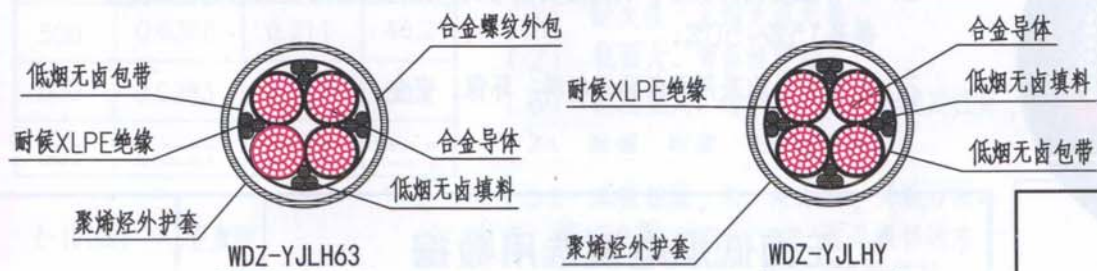 合金螺纹外包
低烟无卤包带
耐候XLPE绝缘
合金导体
低烟无卤填料
聚烯烃外护套
WDZ-YJLH63
合金导体
耐候XLPE绝缘
低烟无卤填料
低烟无卤包带
聚烯烃外护套
WDZ-YJLHY